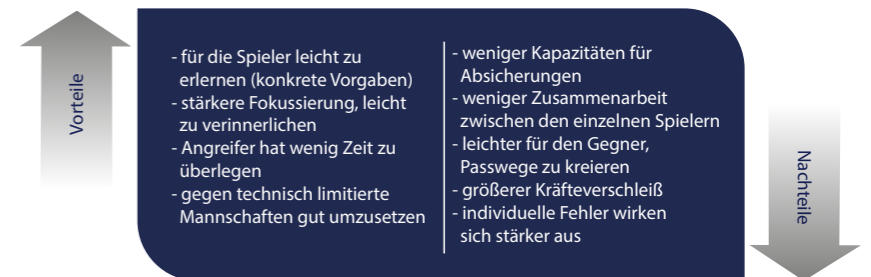 Vorteile
- für die Spieler leicht zu
erlernen (konkrete Vorgaben)
- stärkere Fokussierung, leicht
zu verinnerlichen
- Angreifer hat wenig Zeit zu
überlegen
- gegen technisch limitierte
Mannschaften gut umzusetzen
- weniger Kapazitäten für
Absicherungen
- weniger Zusammenarbeit
zwischen den einzelnen Spielern
- leichter für den Gegner,
Passwege zu kreieren
- größerer Kräfteverschleiß
- individuelle Fehler wirken
sich stärker aus
Nachteile